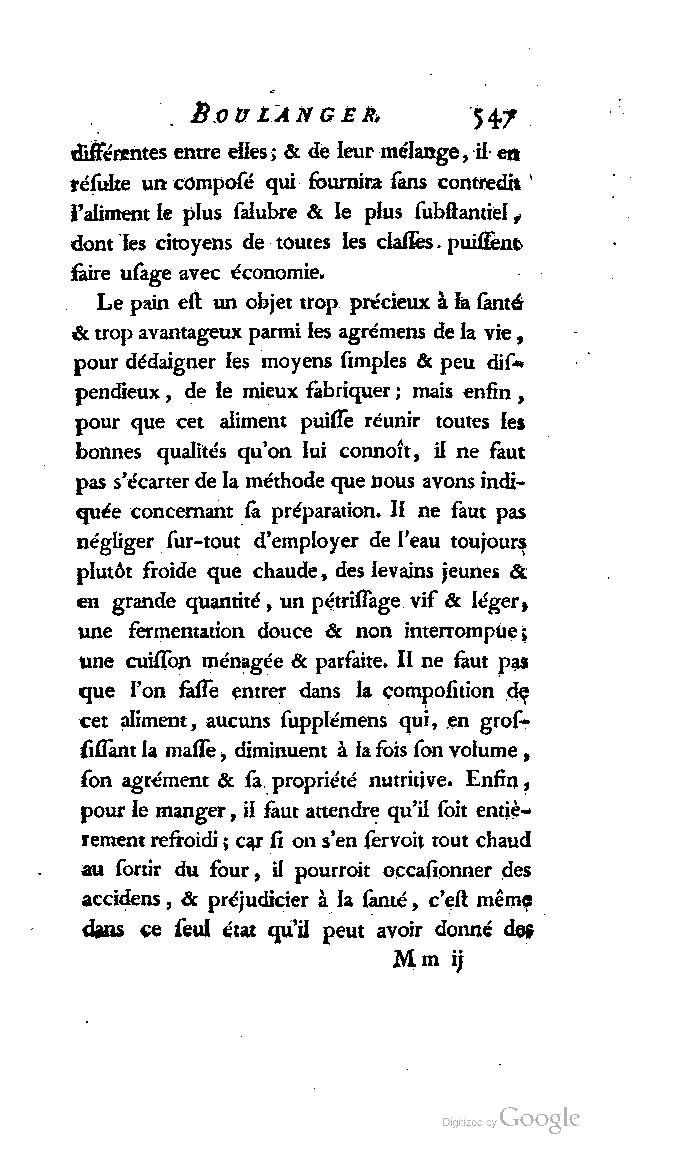 BOULANGER. 547
différentes entre elles ; & de leur mélange, il en
réſulte un compoſé qui fournira ſans contredit
l'aliment le plus ſalubre & le plus ſubſtantiel,
dont les citoyens de toutes les claſſes puiſſent
faire uſage avec économie.
Le pain eſt un objet trop précieux à la ſanté
& trop avantageux parmi les agrémens de la vie,
pour dédaigner les moyens ſimples & peu diſ-
pendieux, de le mieux fabriquer ; mais enfin,
pour que cet aliment puiſſe réunir toutes les
bonnes qualités qu'on lui connoît, il ne faut
pas s'écarter de la méthode que nous avons indi-
quée concernant ſa préparation. Il ne faut pas
négliger ſur-tout d'employer de l'eau toujours
plutôt froide que chaude, des levains jeunes &
en grande quantité, un pétriſſage vif & léger,
une fermentation douce & non interrompue ;
une cuiſſon ménagée & parfaite. Il ne faut pas
que l'on faſſe entrer dans la compoſition de
cet aliment, aucuns ſupplémens qui, en groſ-
ſiſſant la maſſe, diminuent à la fois ſon volume,
ſon agrément & ſa propriété nutritive. Enfin,
pour le manger, il faut attendre qu'il ſoit entiè-
rement refroidi ; car ſi on s'en ſervoit tout chaud
au ſortir du four, il pourroit occaſionner des
accidens, & préjudicier à la ſanté, c'eſt même
dans ce ſeul état qu'il peut avoir donné des
M m ij
Digitized by Google